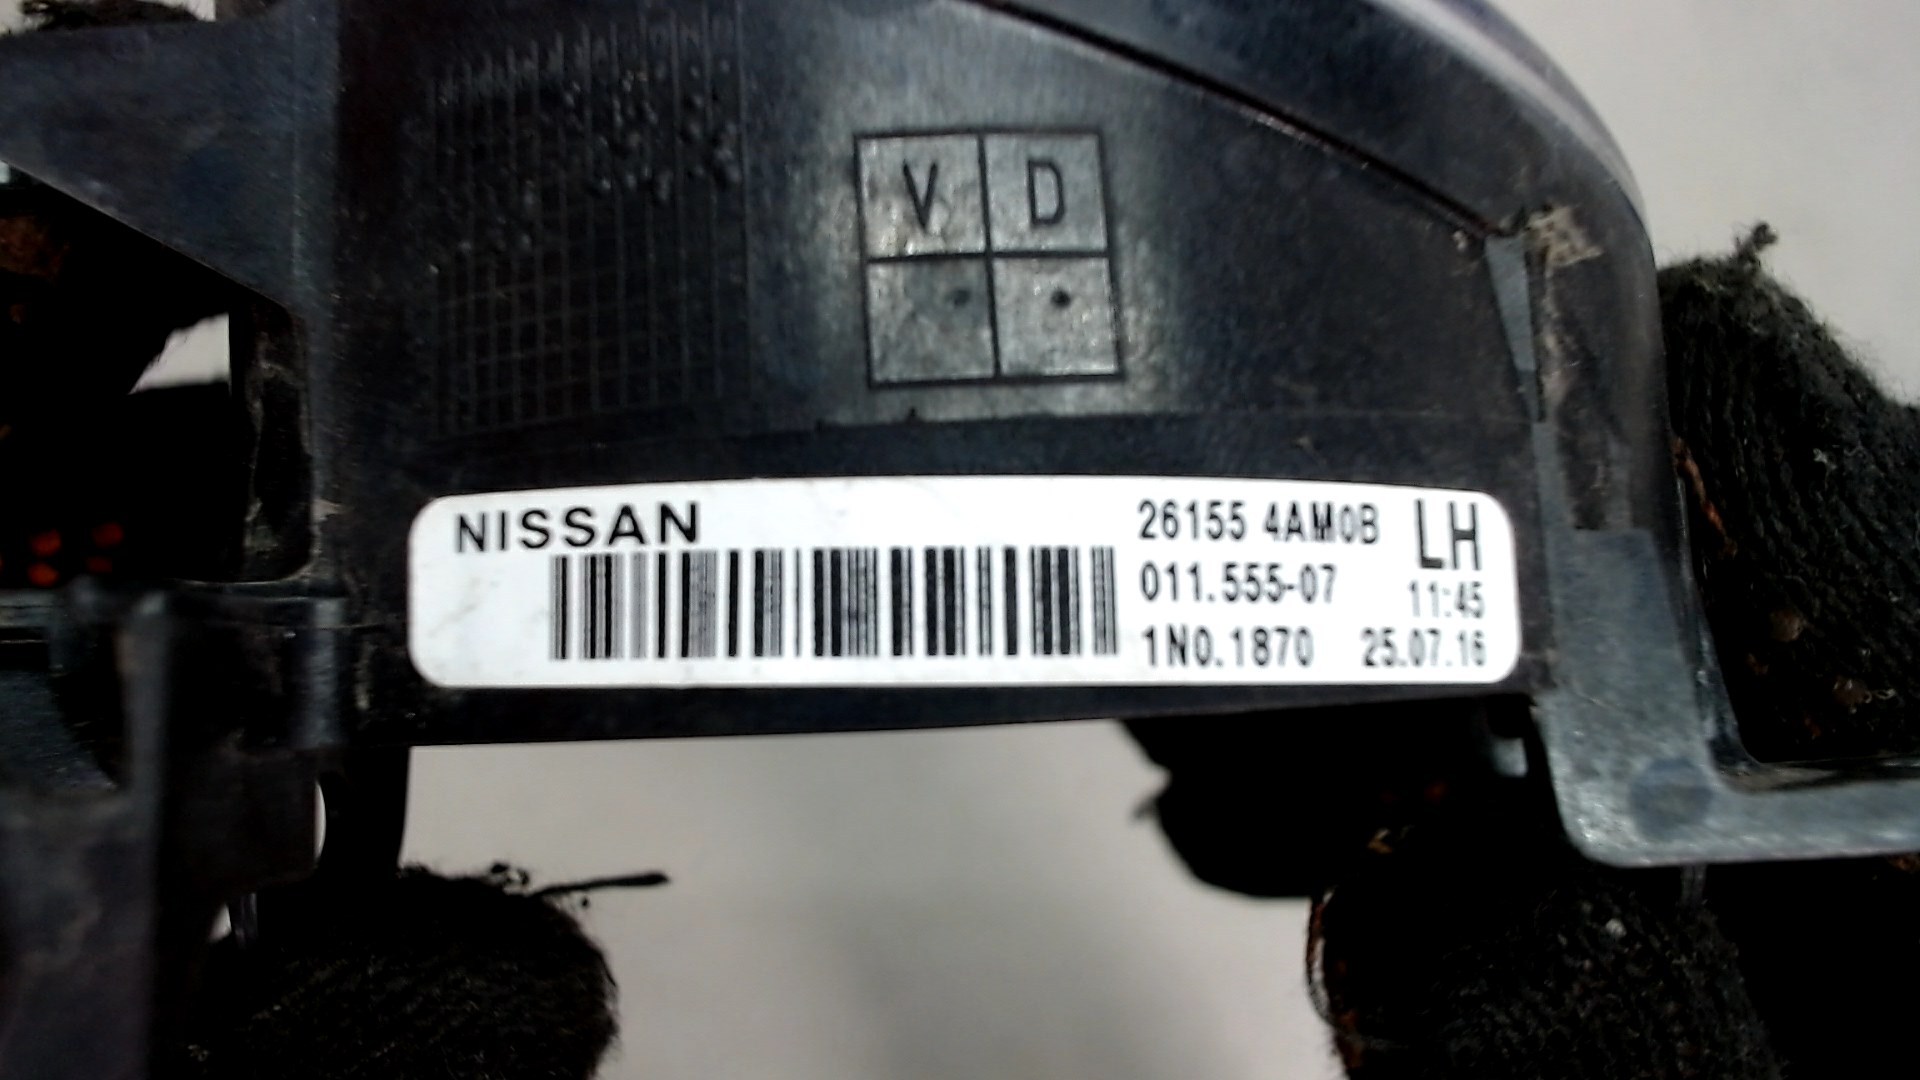 V D
NISSAN
26155 4AM0B LH
011.555-07 11:45
1N0.1870 25.07.16